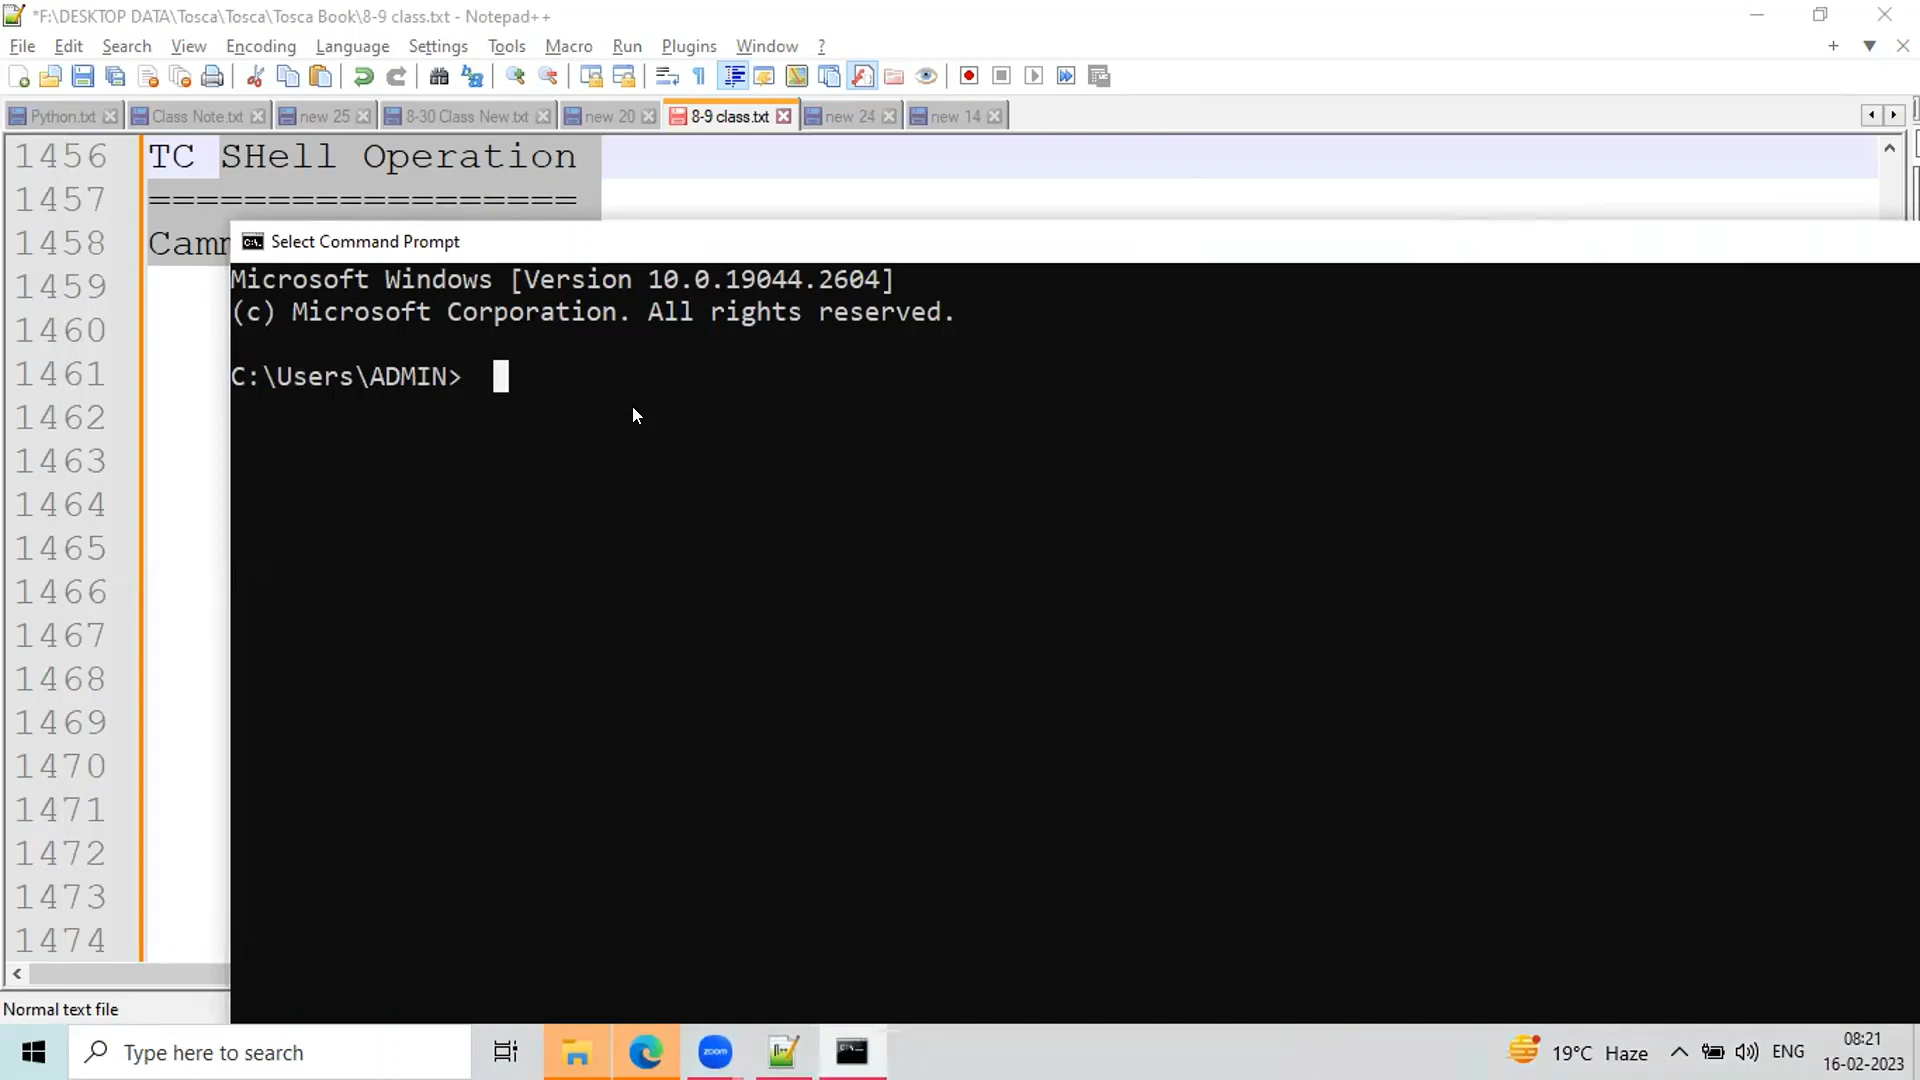 *F:\DESKTOP DATA\Tosca\Tosca\Tosca Book\8-9 class.txt - Notepad++
File Edit Search View Encoding Language Settings Tools Macro Run Plugins Window ?
Python.txt Class Note.txt new 25 8-30 Class New.txt new 20 8-9 class.txt new 24 new 14
1456 TC SHell Operation
1457 ==================
1458
Select Command Prompt
Microsoft Windows [Version 10.0.19044.2604]
(c) Microsoft Corporation. All rights reserved.
C:\Users\ADMIN>
1459
1460
1461
1462
1463
1464
1465
1466
1467
1468
1469
1470
1471
1472
1473
1474
Normal text file
Type here to search
zoom
19°C Haze
ENG
08:21
16-02-2023